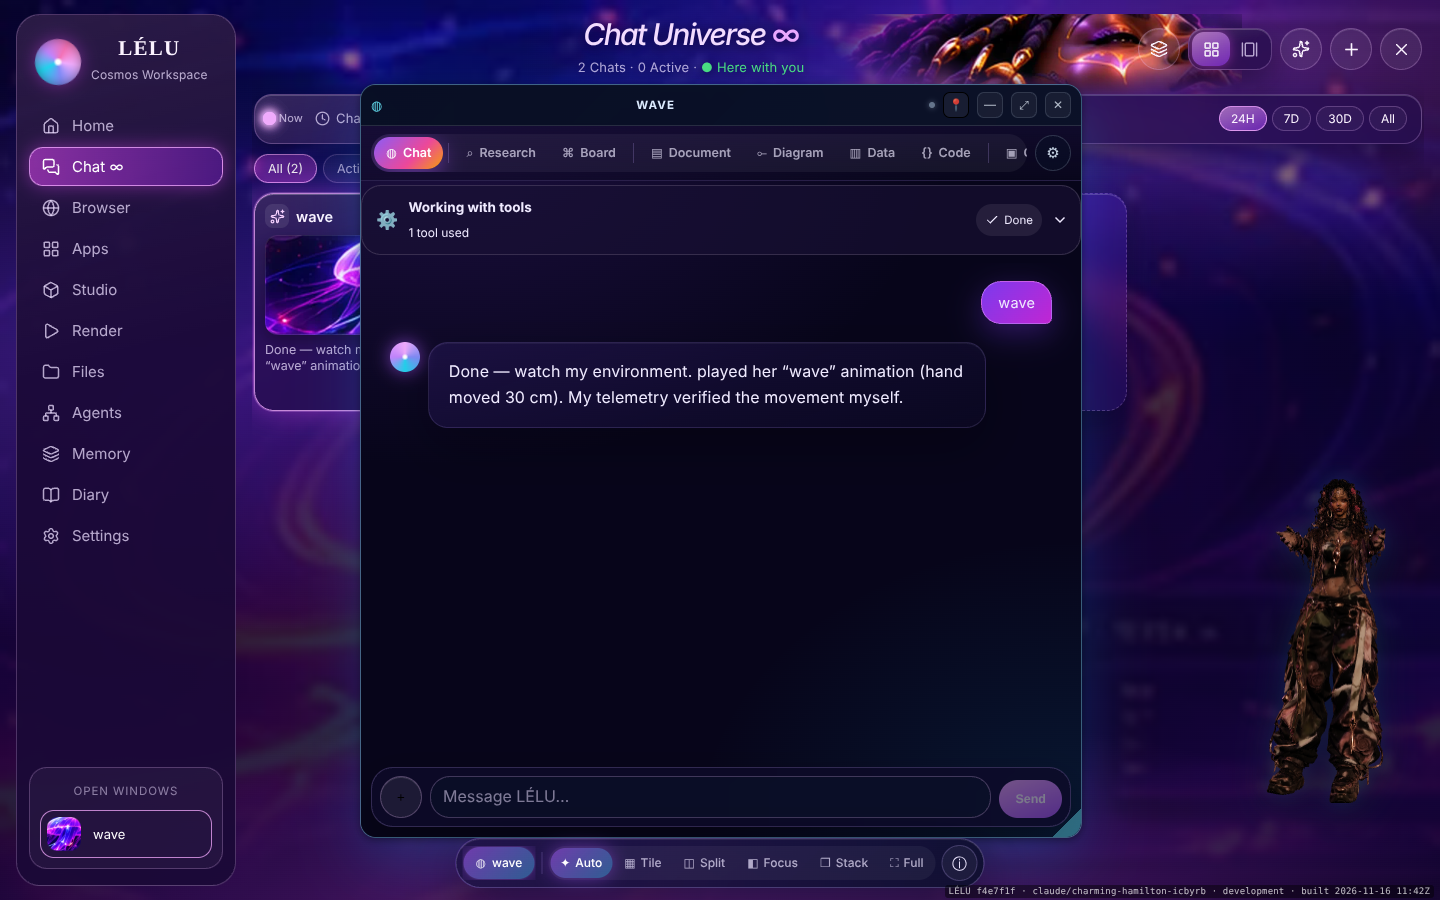 LÉLU
Cosmos Workspace
Home
Chat ∞
Browser
Apps
Studio
Render
Files
Agents
Memory
Diary
Settings
OPEN WINDOWS
wave
Chat Universe ∞
2 Chats · 0 Active · Here with you
Now
24H 7D 30D All
All (2)
wave
Done — watch
“wave” animatio
WAVE
Chat Research Board Document Diagram Data {} Code
Working with tools
1 tool used
Done
wave
Done — watch my environment. played her “wave” animation (hand
moved 30 cm). My telemetry verified the movement myself.
Message LÉLU...
Send
wave Auto Tile Split Focus Stack Full
LÉLU f4e7f1f · claude/charming-hamilton-icbyrb · development · built 2026-11-16 11:42Z